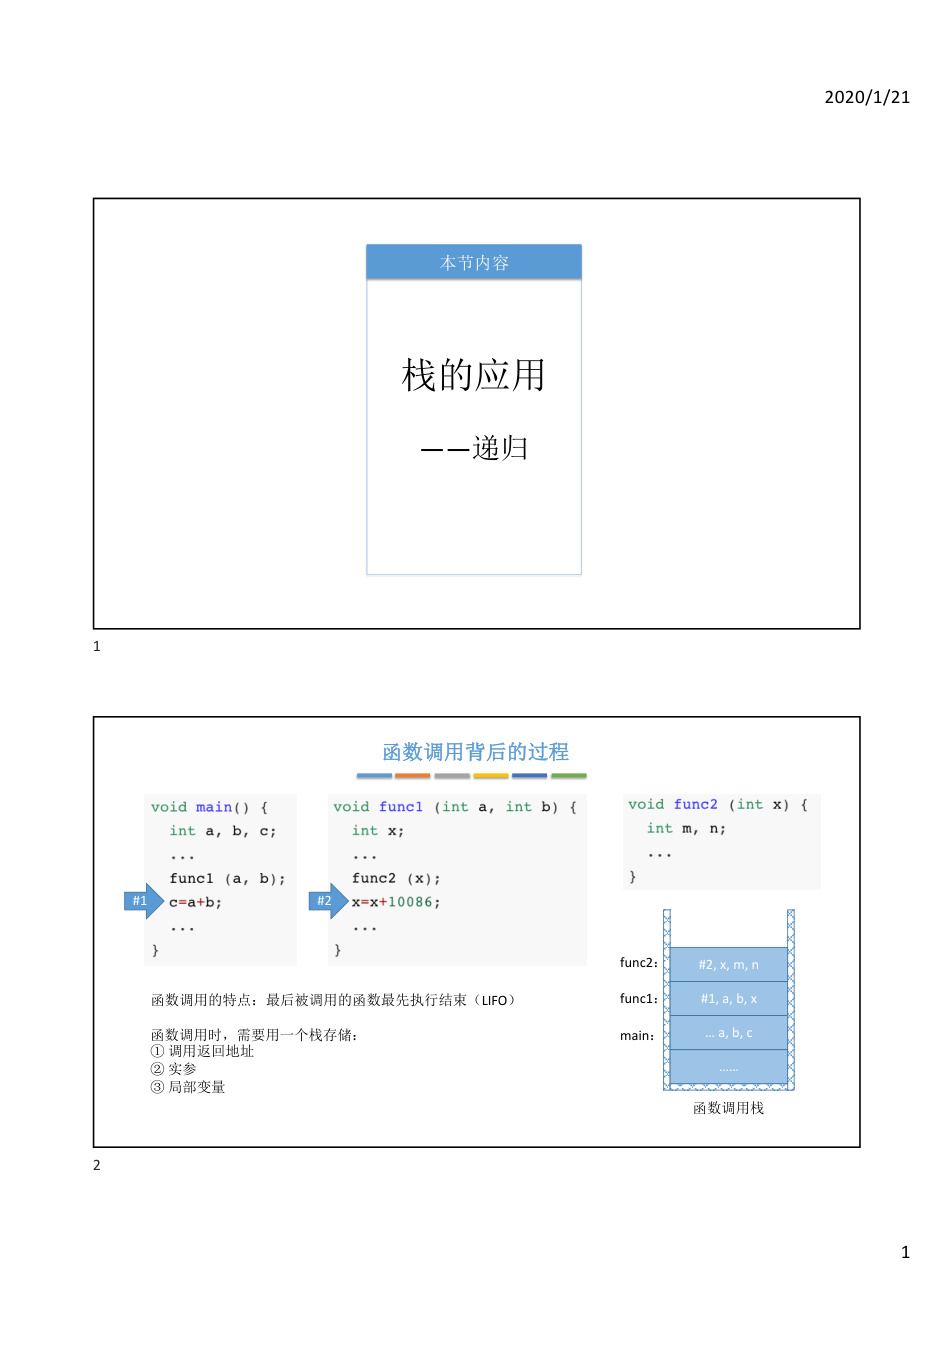 2020/1/21
本节内容
栈的应用
——递归
1
函数调用背后的过程
void main() {
int a, b, c;
...
func1 (a, b);
#1
c=a+b;
...
}
void func1 (int a, int b) {
int x;
...
func2 (x);
#2
x=x+10086;
...
}
void func2 (int x) {
int m, n;
...
}
函数调用的特点：最后被调用的函数最先执行结束（LIFO）
函数调用时，需要用一个栈存储：
① 调用返回地址
② 实参
③ 局部变量
func2： #2, x, m, n
func1： #1, a, b, x
main： … a, b, c
……
函数调用栈
2
1